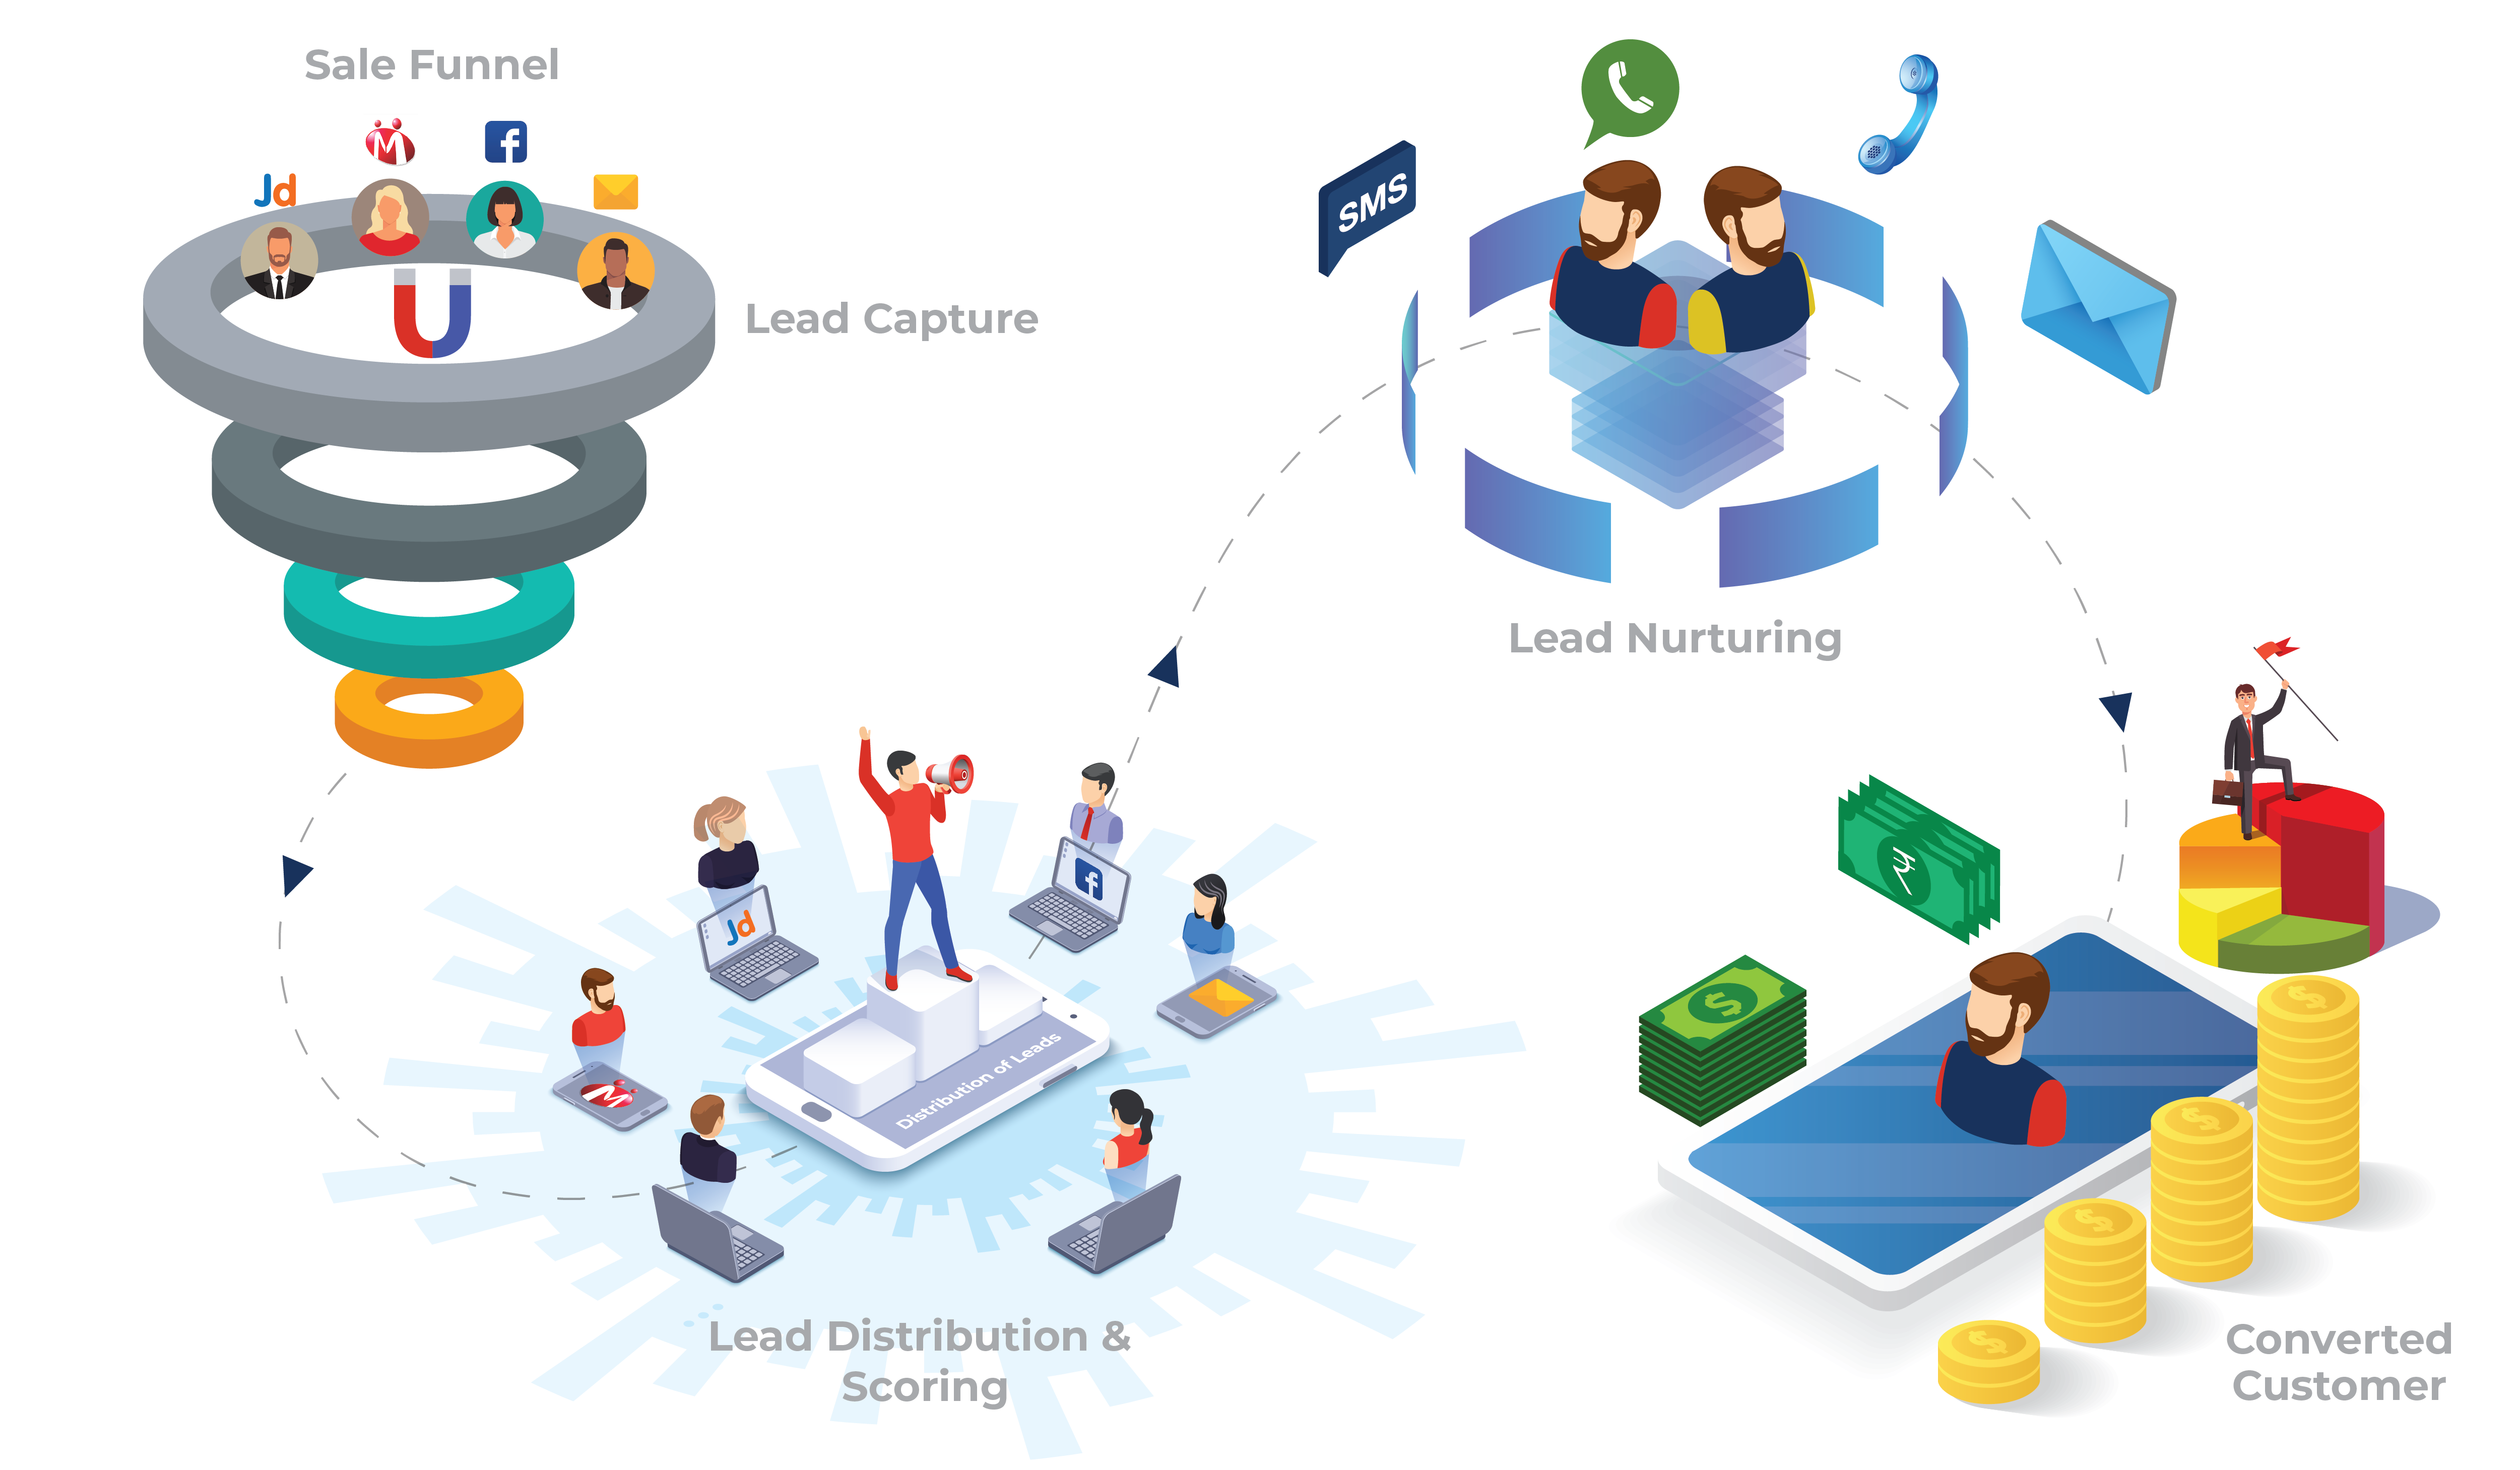 Sale Funnel
Jd
M
f
Lead Capture
SMS
Lead Nurturing
Jd
f
M
Distribution of Leads
Lead Distribution &
Scoring
₹
$
$
$
$
$
Converted
Customer